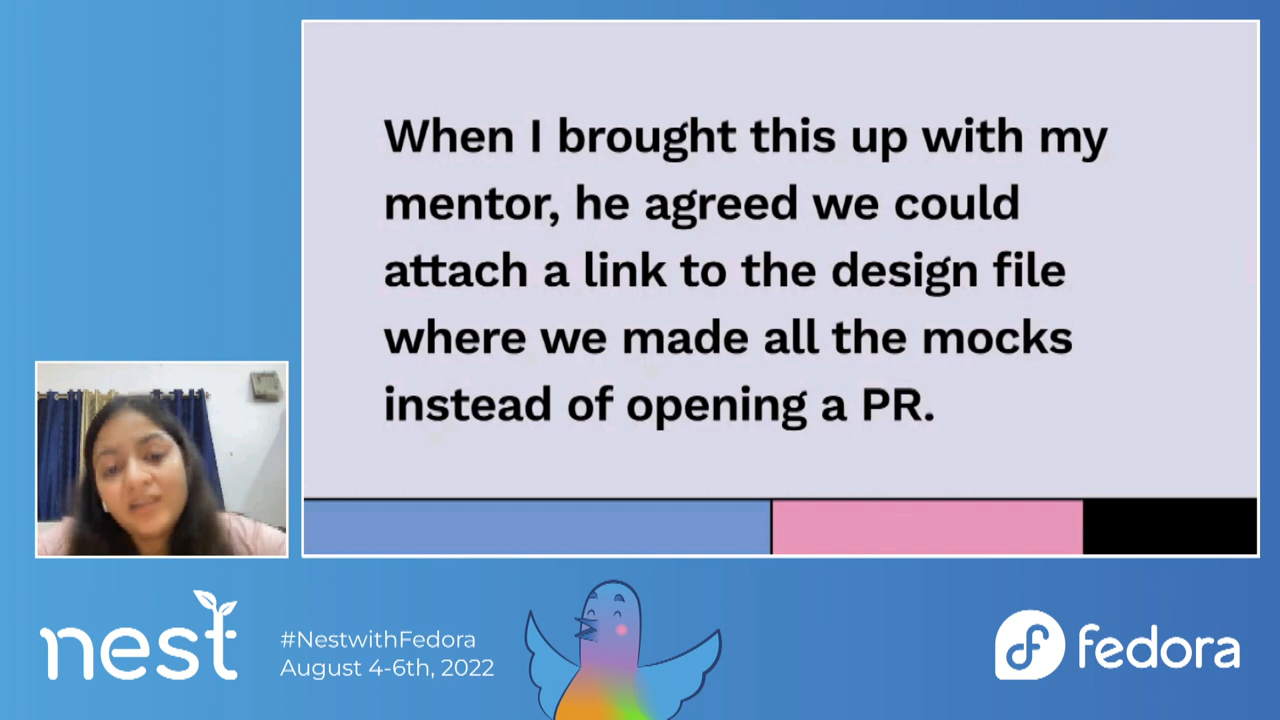 When I brought this up with my
mentor, he agreed we could
attach a link to the design file
where we made all the mocks
instead of opening a PR.
nest
#NestwithFedora
August 4-6th, 2022
fedora